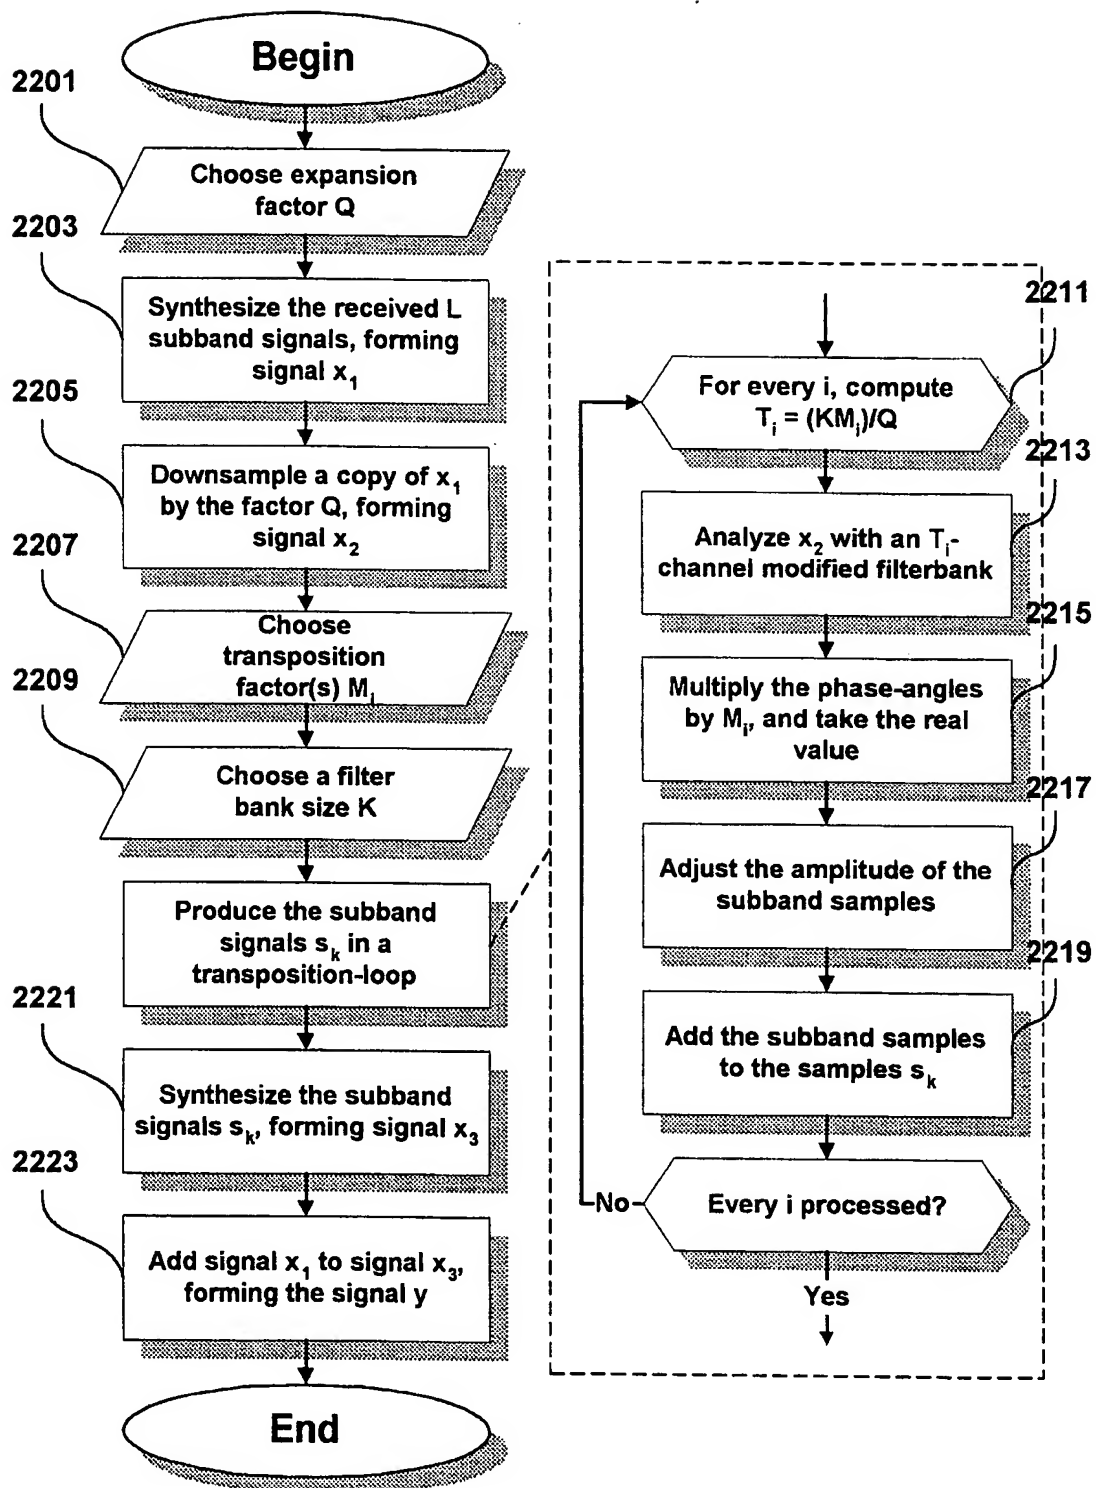 Begin
2201
Choose expansion
factor Q
2203
Synthesize the received L
subband signals, forming
signal x₁
2205
Downsample a copy of x₁
by the factor Q, forming
signal x₂
2207
Choose
transposition
factor(s) Mᵢ
2209
Choose a filter
bank size K
Produce the subband
signals sₖ in a
transposition-loop
2221
Synthesize the subband
signals sₖ, forming signal x₃
2223
Add signal x₁ to signal x₃,
forming the signal y
End
2211
For every i, compute
Tᵢ = (KMᵢ)/Q
2213
Analyze x₂ with an Tᵢ-
channel modified filterbank
2215
Multiply the phase-angles
by Mᵢ, and take the real
value
2217
Adjust the amplitude of the
subband samples
2219
Add the subband samples
to the samples sₖ
No
Every i processed?
Yes